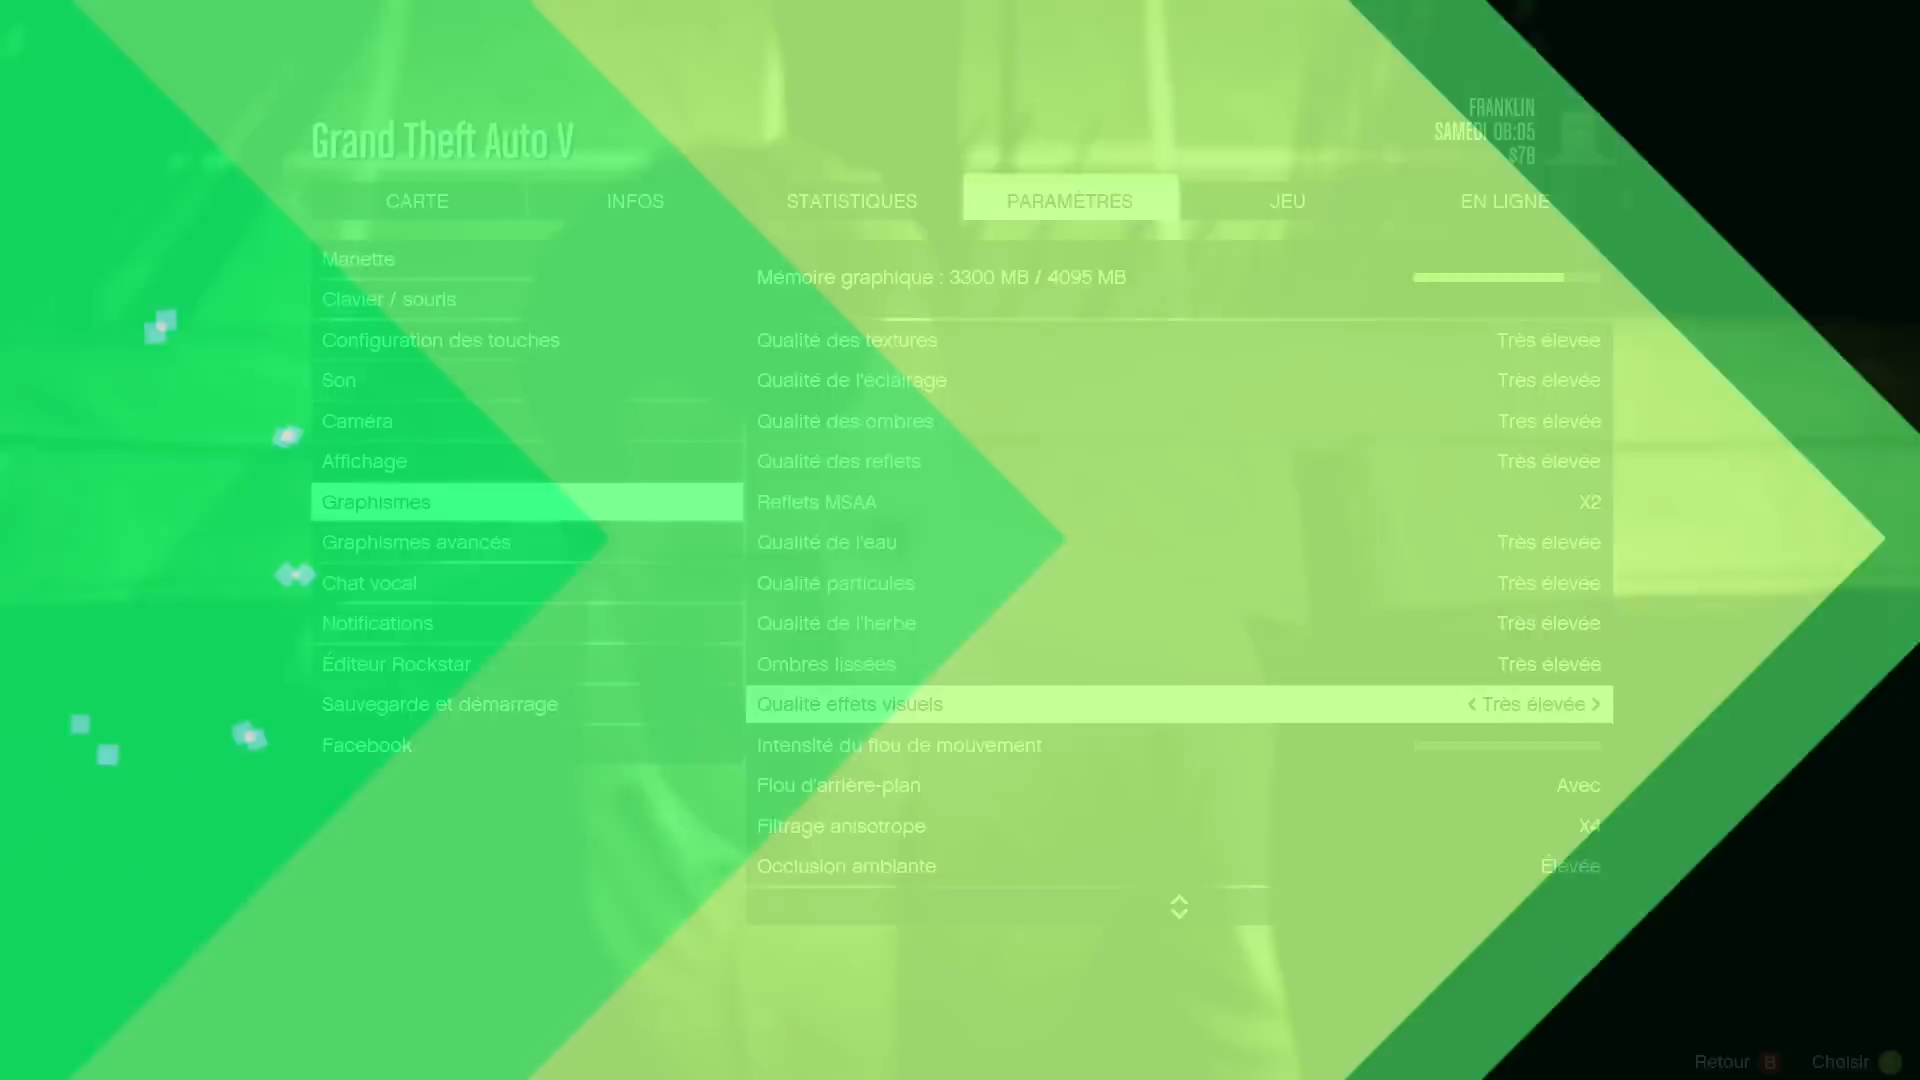 Grand Theft Auto V
FRANKLIN
SAMEDI 08:05
$78
CARTE
INFOS
STATISTIQUES
PARAMÈTRES
JEU
EN LIGNE
Manette
Clavier / souris
Configuration des touches
Son
Caméra
Affichage
Graphismes
Graphismes avancés
Chat vocal
Notifications
Éditeur Rockstar
Sauvegarde et démarrage
Facebook
Mémoire graphique : 3300 MB / 4095 MB
Qualité des textures Très élevée
Qualité de l'éclairage Très élevée
Qualité des ombres Très élevée
Qualité des reflets Très élevée
Reflets MSAA X2
Qualité de l'eau Très élevée
Qualité particules Très élevée
Qualité de l'herbe Très élevée
Ombres lissées Très élevée
Qualité effets visuels < Très élevée >
Intensité du flou de mouvement
Flou d'arrière-plan Avec
Filtrage anisotrope X4
Occlusion ambiante Élevée
Retour B Choisir